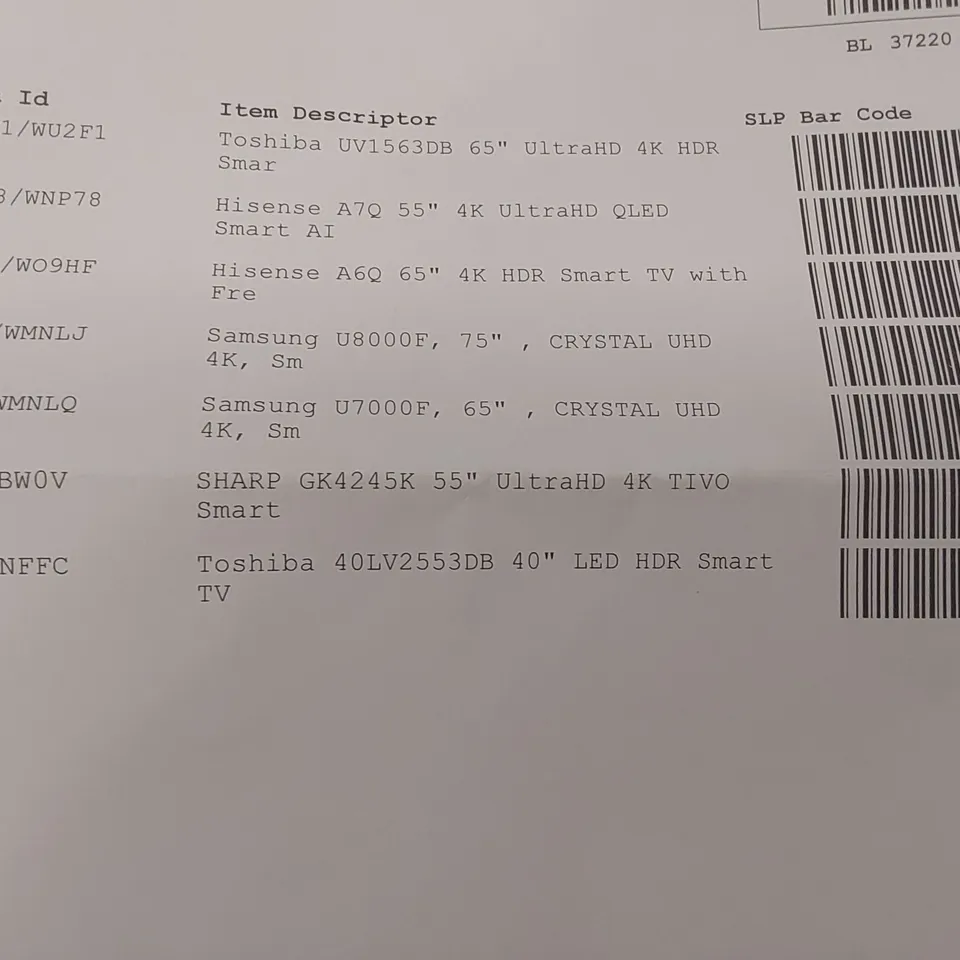 BL 37220
Id
Item Descriptor
SLP Bar Code
1/WU2F1
Toshiba UV1563DB 65" UltraHD 4K HDR
Smar
/WNP78
Hisense A7Q 55" 4K UltraHD QLED
Smart AI
/WO9HF
Hisense A6Q 65" 4K HDR Smart TV with
Fre
/WMNLJ
Samsung U8000F, 75" , CRYSTAL UHD
4K, Sm
WMNLQ
Samsung U7000F, 65" , CRYSTAL UHD
4K, Sm
BW0V
SHARP GK4245K 55" UltraHD 4K TIVO
Smart
NFFC
Toshiba 40LV2553DB 40" LED HDR Smart
TV